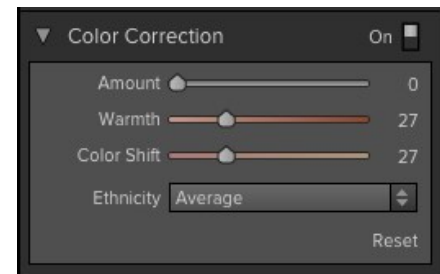 Color Correction On
Amount 0
Warmth 27
Color Shift 27
Ethnicity Average
Reset